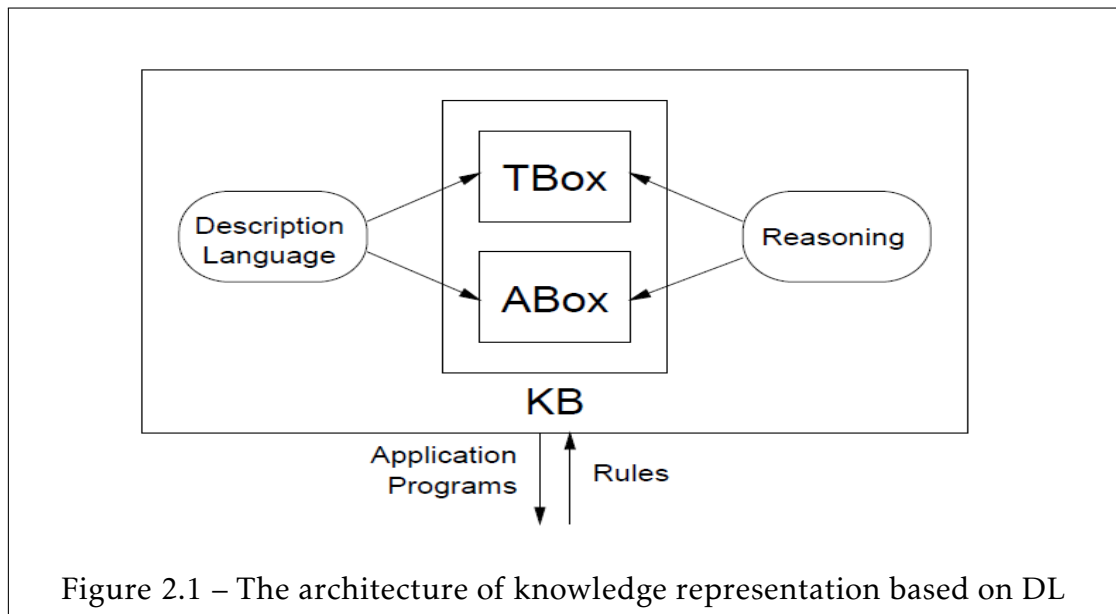 TBox
Description
Language
Reasoning
ABox
KB
Application
Programs
Rules
Figure 2.1 – The architecture of knowledge representation based on DL